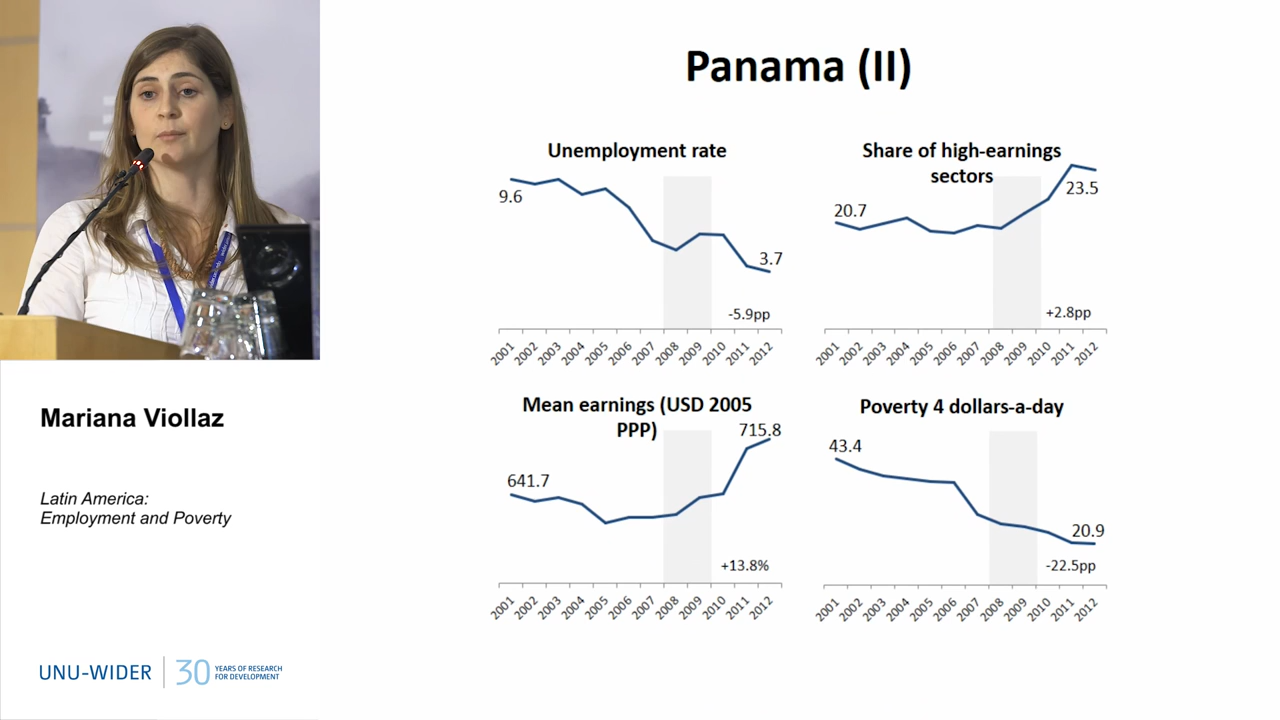 Panama (II)
Unemployment rate
9.6
3.7
-5.9pp
2001 2002 2003 2004 2005 2006 2007 2008 2009 2010 2011 2012
Share of high-earnings
sectors
20.7
23.5
+2.8pp
2001 2002 2003 2004 2005 2006 2007 2008 2009 2010 2011 2012
Mean earnings (USD 2005
PPP)
641.7
715.8
+13.8%
2001 2002 2003 2004 2005 2006 2007 2008 2009 2010 2011 2012
Poverty 4 dollars-a-day
43.4
20.9
-22.5pp
2001 2002 2003 2004 2005 2006 2007 2008 2009 2010 2011 2012
Mariana Viollaz
Latin America:
Employment and Poverty
UNU-WIDER
30 YEARS OF RESEARCH
FOR DEVELOPMENT